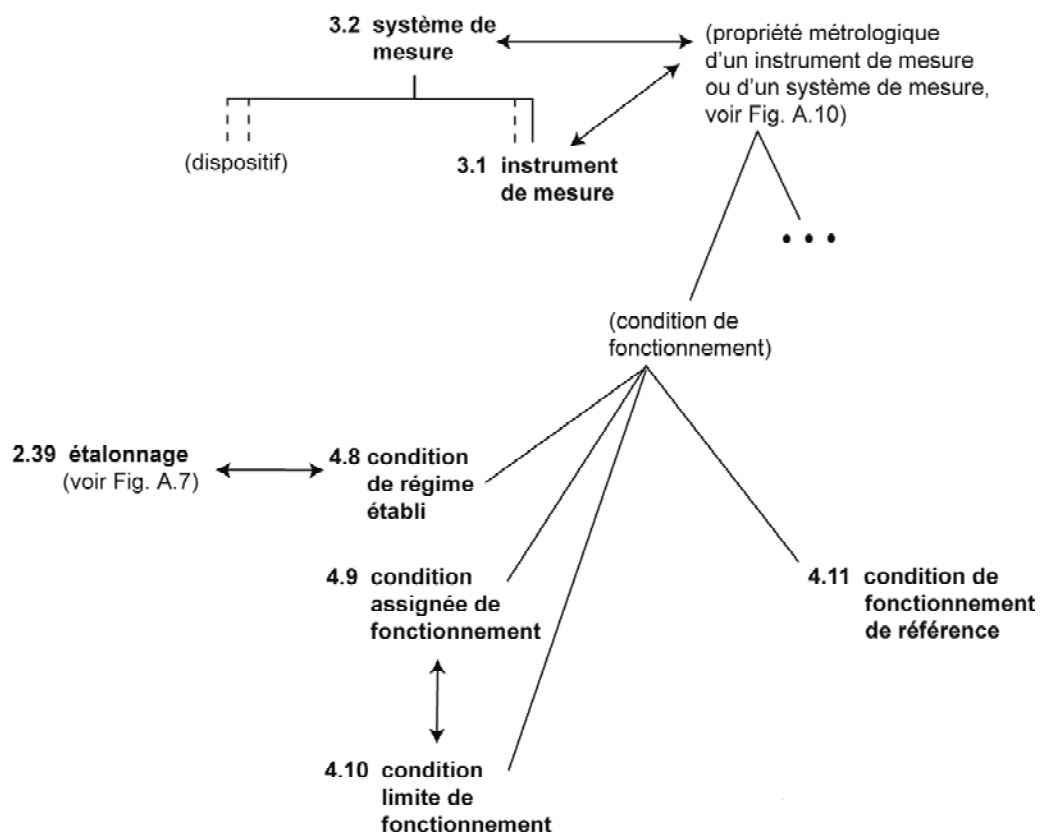 3.2 système de
mesure
(propriété métrologique
d'un instrument de mesure
ou d'un système de mesure,
voir Fig. A.10)
(dispositif)
3.1 instrument
de mesure
• • •
(condition de
fonctionnement)
2.39 étalonnage
(voir Fig. A.7)
4.8 condition
de régime
établi
4.9 condition
assignée de
fonctionnement
4.11 condition de
fonctionnement
de référence
4.10 condition
limite de
fonctionnement